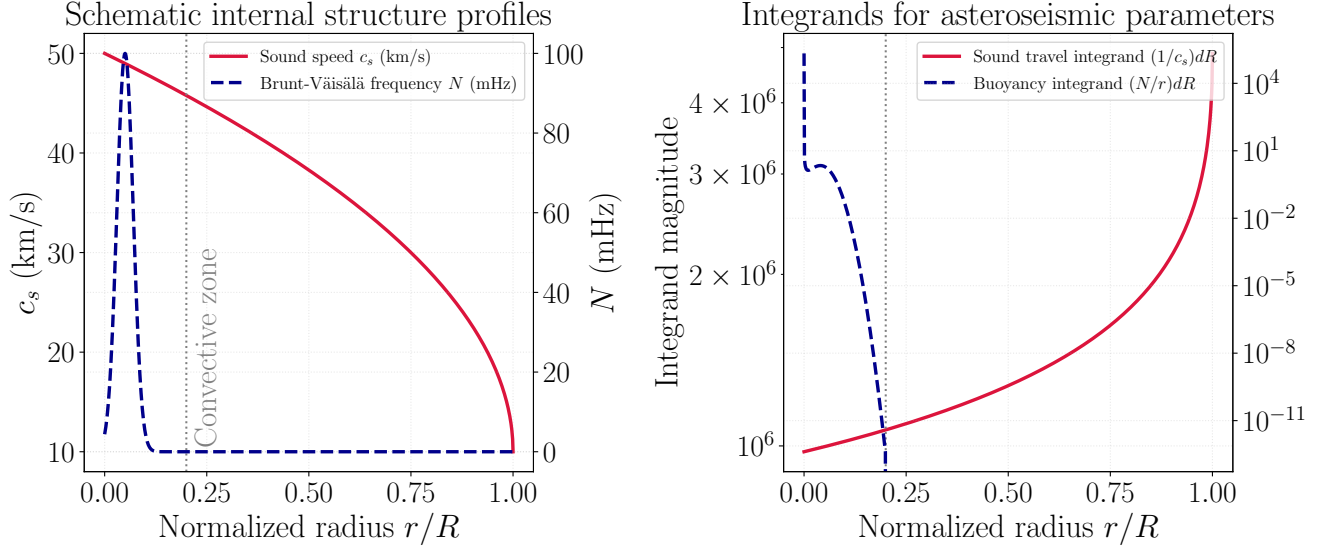 Schematic internal structure profiles
50
40
30
20
10
c_s (km/s)
100
80
60
40
20
0
N (mHz)
Sound speed c_s (km/s)
Brunt-Väisälä frequency N (mHz)
Convective zone
0.00 0.25 0.50 0.75 1.00
Normalized radius r/R
Integrands for asteroseismic parameters
4 × 10^6
3 × 10^6
2 × 10^6
10^6
Integrand magnitude
Sound travel integrand (1/c_s)dR
Buoyancy integrand (N/r)dR
10^4
10^1
10^-2
10^-5
10^-8
10^-11
0.00 0.25 0.50 0.75 1.00
Normalized radius r/R